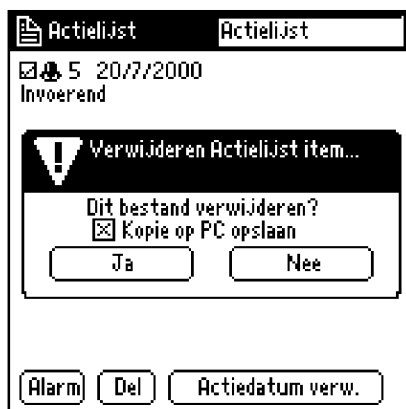 Actielijst Actielijst
5 20/7/2000
Invoerend
Verwijderen Actielijst item...
Dit bestand verwijderen?
Kopie op PC opslaan
Ja Nee
Alarm Del Actiedatum verw.